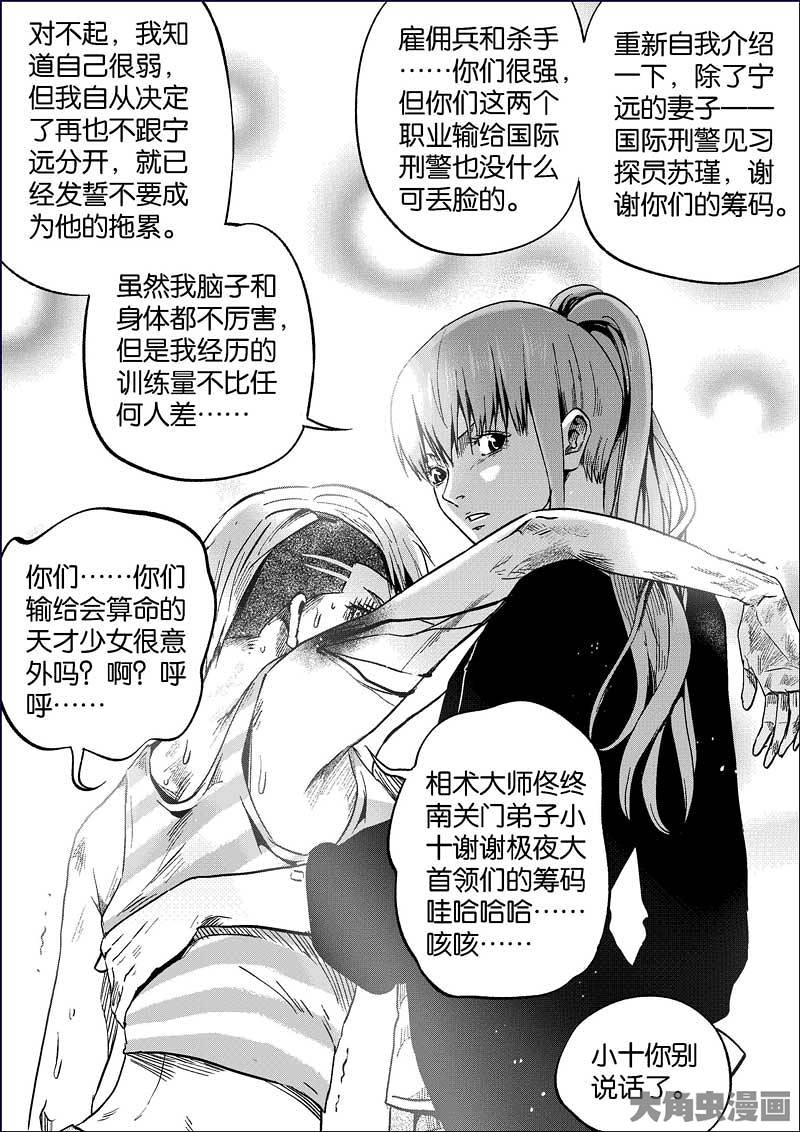 重新自我介绍
一下，除了宁
远的妻子——
国际刑警见习
探员苏瑾，谢
谢你们的筹码。
雇佣兵和杀手
……你们很强，
但你们这两个
职业输给国际
刑警也没什么
可丢脸的。
对不起，我知
道自己很弱，
但我自从决定
了再也不跟宁
远分开，就已
经发誓不要成
为他的拖累。
虽然我脑子和
身体都不厉害，
但是我经历的
训练量不比任
何人差……
你们……你们
输给会算命的
天才少女很意
外吗？啊？呼
呼……
相术大师佟终
南关门弟子小
十谢谢极夜大
首领们的筹码
哇哈哈哈……
咳咳……
小十你别
说话了。
大角虫漫画